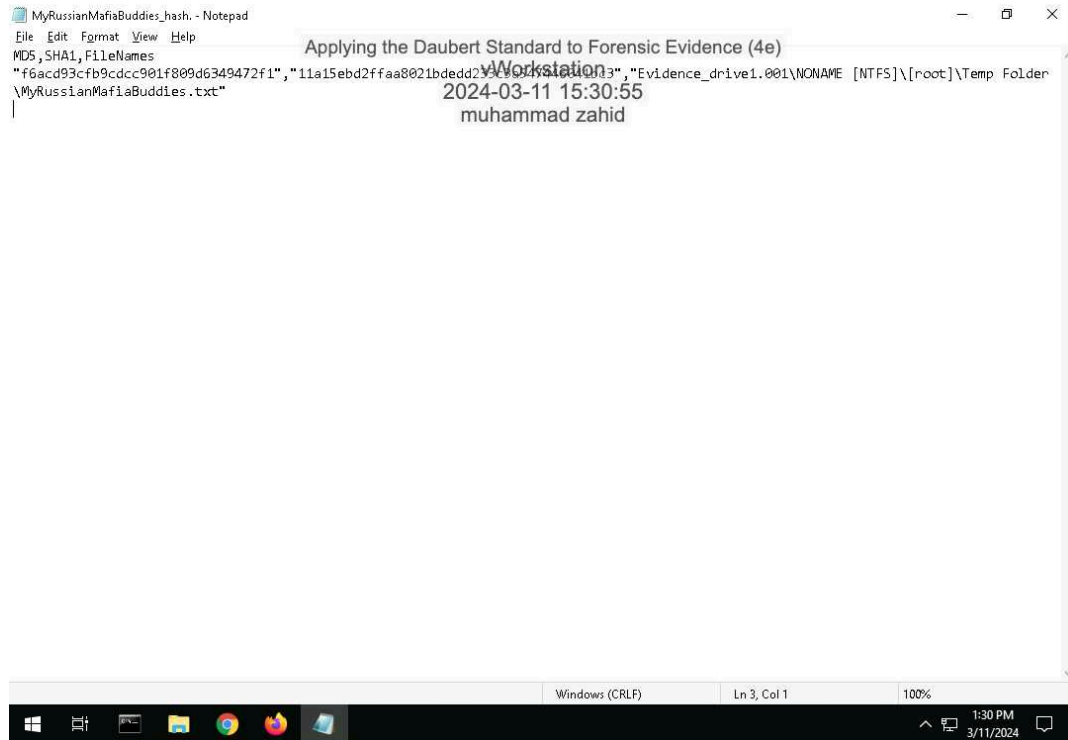 MyRussianMafiaBuddies_hash. - Notepad
File Edit Format View Help
Applying the Daubert Standard to Forensic Evidence (4e)
MD5,SHA1,FileNames
vWorkstation
"f6acd93cfb9cdcc901f809d6349472f1","11a15ebd2ffaa8021bdedd2 3","Evidence_drive1.001\NONAME [NTFS]\[root]\Temp Folder
2024-03-11 15:30:55
\MyRussianMafiaBuddies.txt"
muhammad zahid
Windows (CRLF) Ln 3, Col 1 100%
1:30 PM
3/11/2024